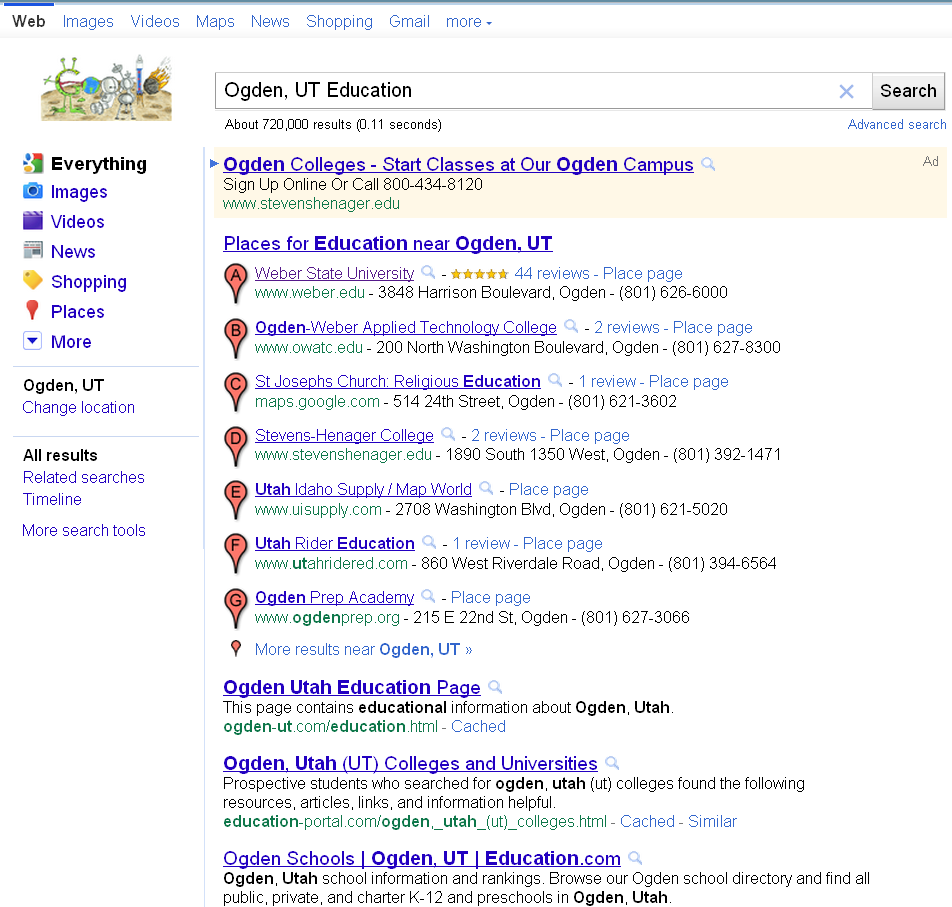 Web Images Videos Maps News Shopping Gmail more
Ogden, UT Education
Search
About 720,000 results (0.11 seconds)
Advanced search
Everything
Images
Videos
News
Shopping
Places
More
Ogden, UT
Change location
All results
Related searches
Timeline
More search tools
Ogden Colleges - Start Classes at Our Ogden Campus
Ad
Sign Up Online Or Call 800-434-8120
www.stevenshenager.edu
Places for Education near Ogden, UT
A Weber State University - 44 reviews - Place page
www.weber.edu - 3848 Harrison Boulevard, Ogden - (801) 626-6000
B Ogden-Weber Applied Technology College - 2 reviews - Place page
www.owatc.edu - 200 North Washington Boulevard, Ogden - (801) 627-8300
C St Josephs Church: Religious Education - 1 review - Place page
maps.google.com - 514 24th Street, Ogden - (801) 621-3602
D Stevens-Henager College - 2 reviews - Place page
www.stevenshenager.edu - 1890 South 1350 West, Ogden - (801) 392-1471
E Utah Idaho Supply / Map World - Place page
www.uisupply.com - 2708 Washington Blvd, Ogden - (801) 621-5020
F Utah Rider Education - 1 review - Place page
www.utahridered.com - 860 West Riverdale Road, Ogden - (801) 394-6564
G Ogden Prep Academy - Place page
www.ogdenprep.org - 215 E 22nd St, Ogden - (801) 627-3066
More results near Ogden, UT »
Ogden Utah Education Page
This page contains educational information about Ogden, Utah.
ogden-ut.com/education.html - Cached
Ogden, Utah (UT) Colleges and Universities
Prospective students who searched for ogden, utah (ut) colleges found the following
resources, articles, links, and information helpful.
education-portal.com/ogden,_utah_(ut)_colleges.html - Cached - Similar
Ogden Schools | Ogden, UT | Education.com
Ogden, Utah school information and rankings. Browse our Ogden school directory and find all
public, private, and charter K-12 and preschools in Ogden, Utah.